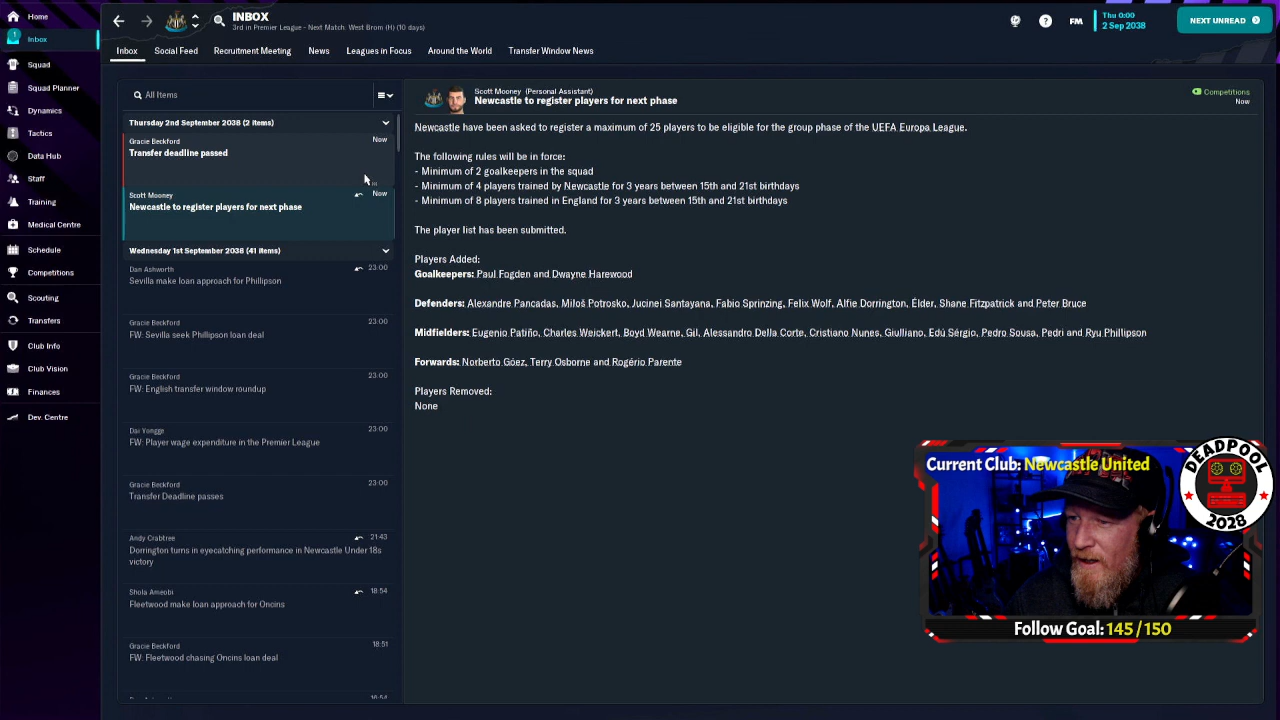 Home
Inbox
1
Squad
Squad Planner
Dynamics
Tactics
Data Hub
Staff
Training
Medical Centre
Schedule
Competitions
Scouting
Transfers
Club Info
Club Vision
Finances
Dev. Centre
INBOX
3rd in Premier League - Next Match: West Brom (H) (10 days)
FM
Thu 0:00
2 Sep 2038
NEXT UNREAD
Inbox
Social Feed
Recruitment Meeting
News
Leagues in Focus
Around the World
Transfer Window News
All Items
Thursday 2nd September 2038 (2 items)
Gracie Beckford
Now
Transfer deadline passed
Scott Mooney
Now
Newcastle to register players for next phase
Wednesday 1st September 2038 (41 items)
Dan Ashworth
23:00
Sevilla make loan approach for Phillipson
Gracie Beckford
23:00
FW: Sevilla seek Phillipson loan deal
Gracie Beckford
23:00
FW: English transfer window roundup
Dai Yongge
23:00
FW: Player wage expenditure in the Premier League
Gracie Beckford
23:00
Transfer Deadline passes
Andy Crabtree
21:43
Dorrington turns in eyecatching performance in Newcastle Under 18s
victory
Shola Ameobi
18:54
Fleetwood make loan approach for Oncins
Gracie Beckford
18:51
FW: Fleetwood chasing Oncins loan deal
Scott Mooney (Personal Assistant)
Newcastle to register players for next phase
Competitions
Now
Newcastle have been asked to register a maximum of 25 players to be eligible for the group phase of the UEFA Europa League.
The following rules will be in force:
- Minimum of 2 goalkeepers in the squad
- Minimum of 4 players trained by Newcastle for 3 years between 15th and 21st birthdays
- Minimum of 8 players trained in England for 3 years between 15th and 21st birthdays
The player list has been submitted.
Players Added:
Goalkeepers: Paul Fogden and Dwayne Harewood
Defenders: Alexandre Pancadas, Miloš Potrosko, Jucinei Santayana, Fabio Sprinzing, Felix Wolf, Alfie Dorrington, Élder, Shane Fitzpatrick and Peter Bruce
Midfielders: Eugenio Patiño, Charles Weickert, Boyd Wearne, Gil, Alessandro Della Corte, Cristiano Nunes, Giulliano, Edú Sérgio, Pedro Sousa, Pedri and Ryu Phillipson
Forwards: Norberto Góez, Terry Osborne and Rogério Parente
Players Removed:
None
Current Club: Newcastle United
DEADPOOL
2028
Follow Goal: 145 / 150